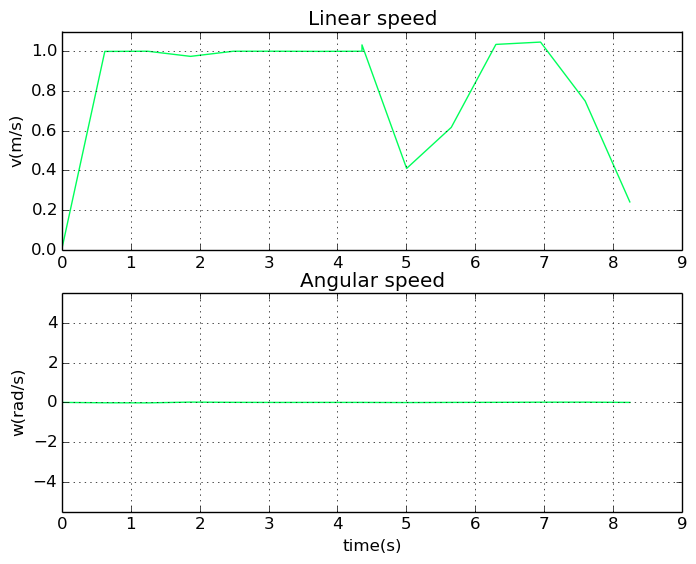 Linear speed
1.0
0.8
0.6
0.4
0.2
0.0
v(m/s)
0 1 2 3 4 5 6 7 8 9
Angular speed
4
2
0
−2
−4
w(rad/s)
0 1 2 3 4 5 6 7 8 9
time(s)